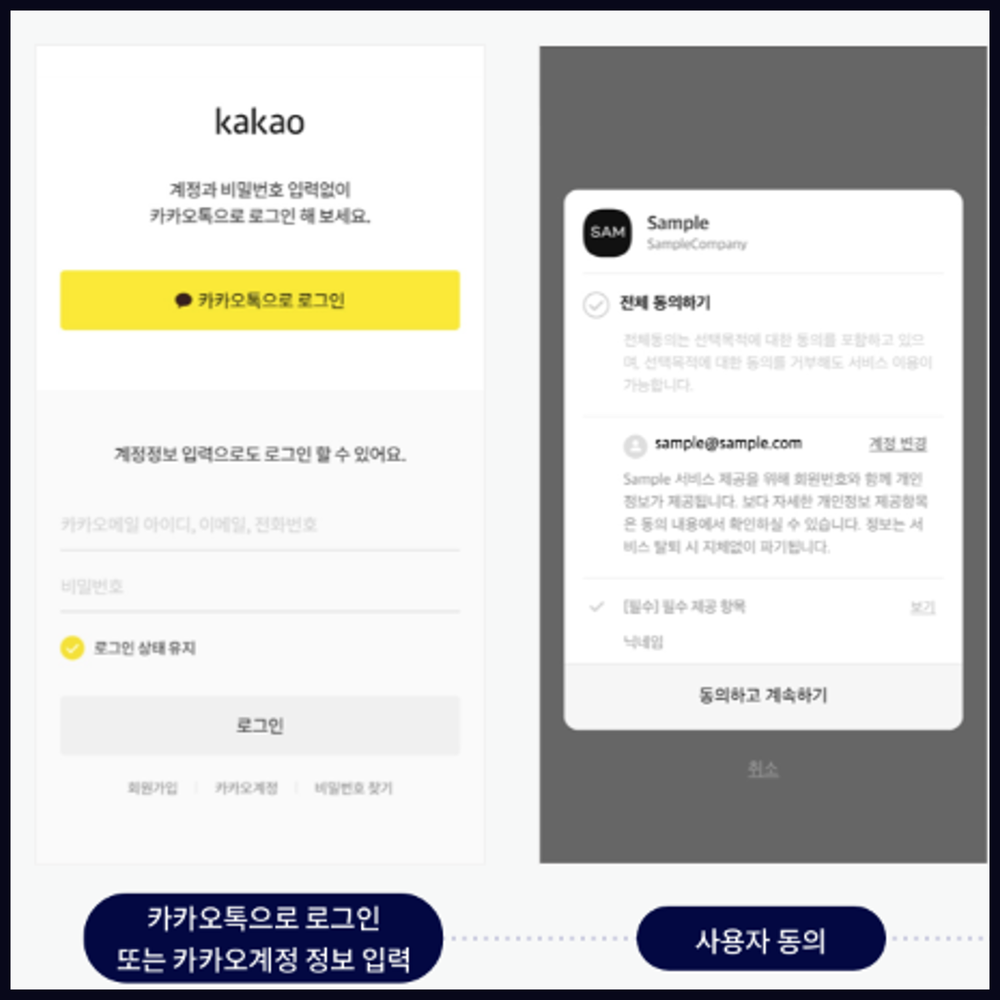 kakao
계정과 비밀번호 입력없이
카카오톡으로 로그인 해 보세요.
카카오톡으로 로그인
계정정보 입력으로도 로그인 할 수 있어요.
카카오메일 아이디, 이메일, 전화번호
비밀번호
로그인 상태 유지
로그인
회원가입
카카오계정
비밀번호 찾기
카카오톡으로 로그인
또는 카카오계정 정보 입력
SAM
Sample
SampleCompany
전체 동의하기
전체동의는 선택목적에 대한 동의를 포함하고 있으
며, 선택목적에 대한 동의를 거부해도 서비스 이용이
가능합니다.
sample@sample.com
계정 변경
Sample 서비스 제공을 위해 회원번호와 함께 개인
정보가 제공됩니다. 보다 자세한 개인정보 제공항목
은 동의 내용에서 확인하실 수 있습니다. 정보는 서
비스 탈퇴 시 지체없이 파기됩니다.
[필수] 필수 제공 항목
보기
닉네임
동의하고 계속하기
취소
사용자 동의